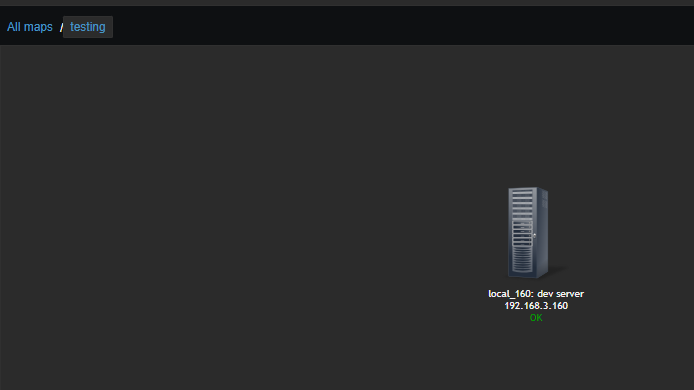 All maps / testing
local_160: dev server
192.168.3.160
OK